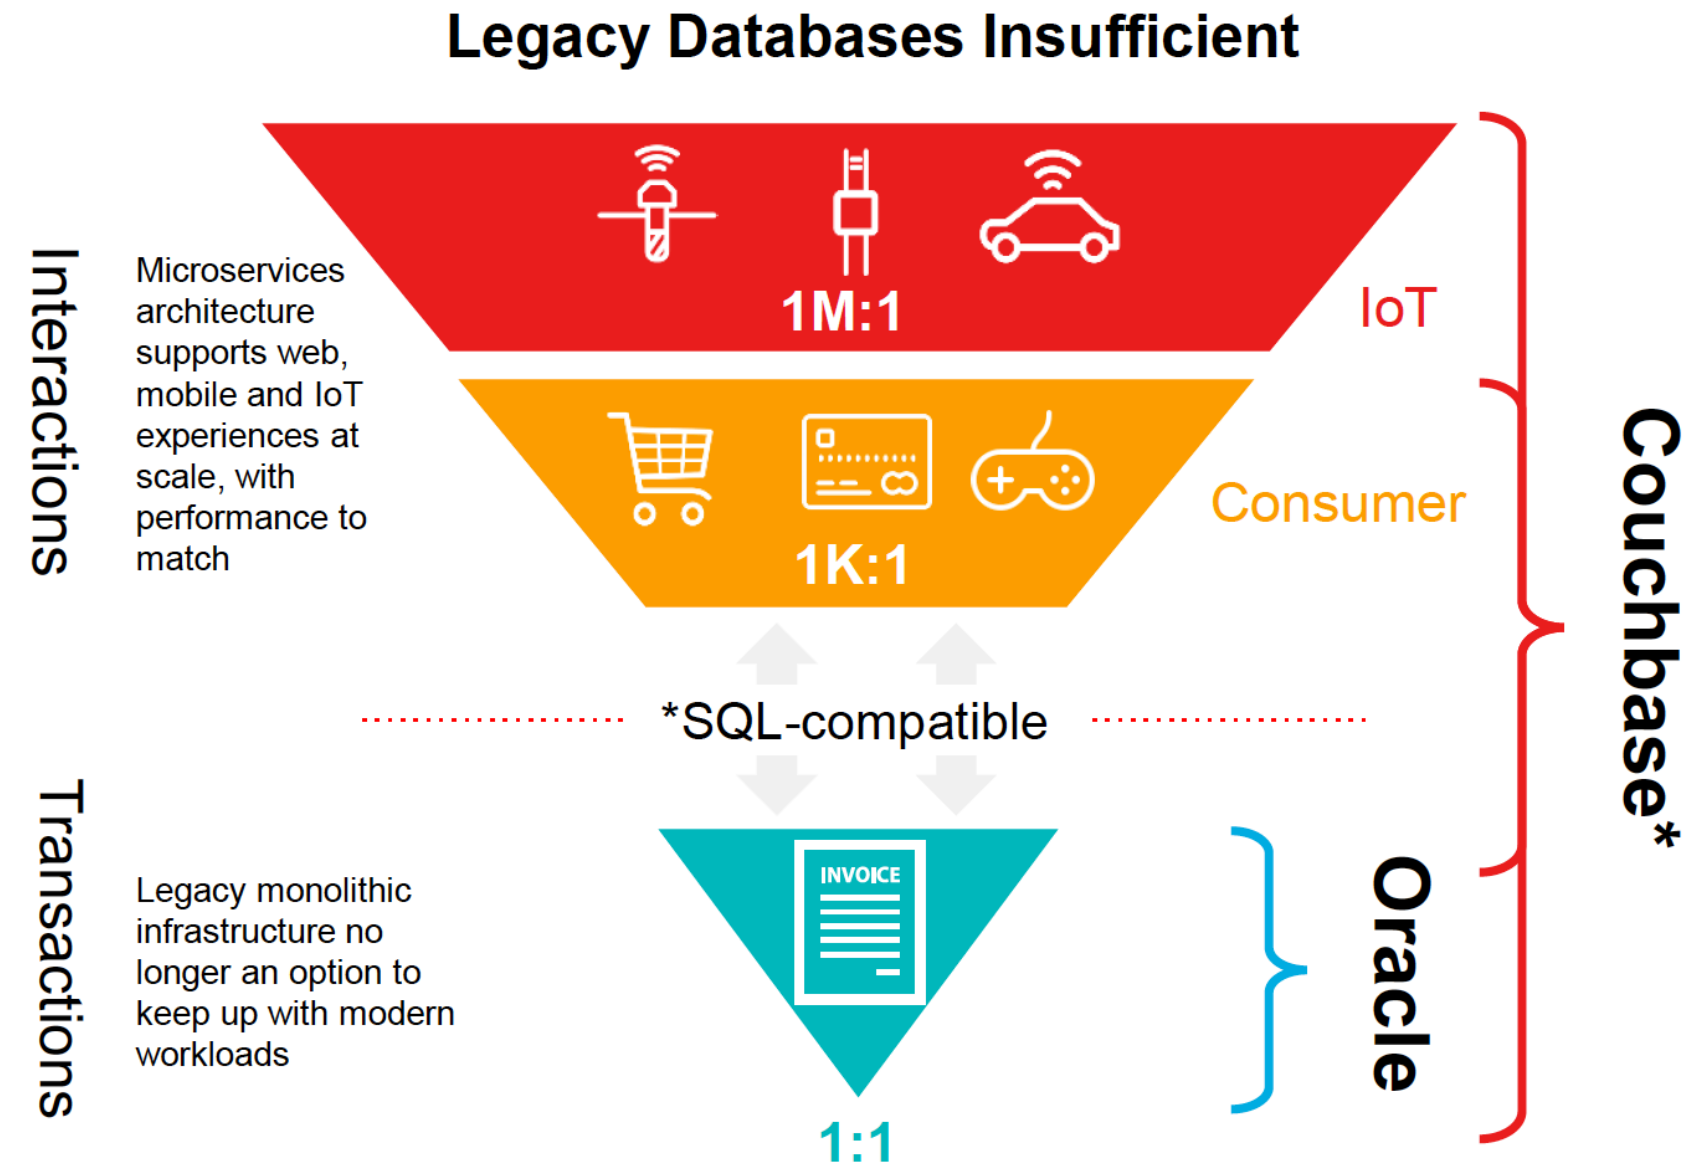 Legacy Databases Insufficient
Interactions
Microservices
architecture
supports web,
mobile and IoT
experiences at
scale, with
performance to
match
1M:1
IoT
1K:1
Consumer
Couchbase*
*SQL-compatible
Transactions
Legacy monolithic
infrastructure no
longer an option to
keep up with modern
workloads
INVOICE
1:1
Oracle